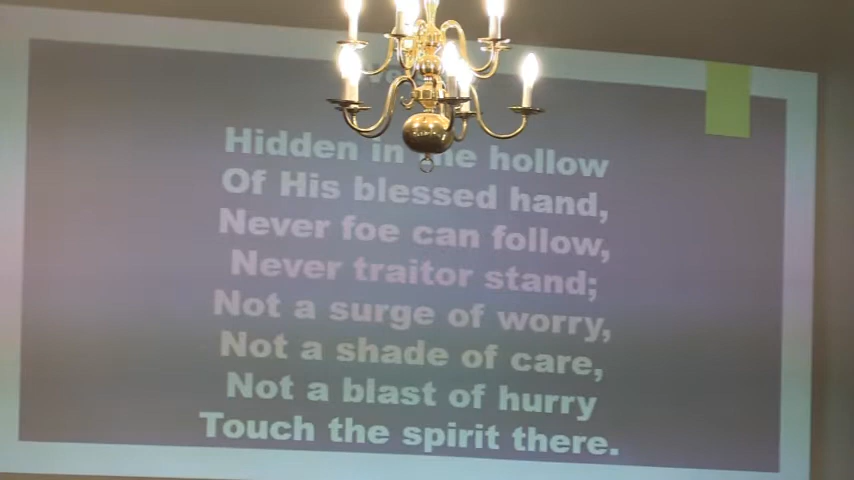 Hidden in the hollow
Of His blessed hand,
Never foe can follow,
Never traitor stand;
Not a surge of worry,
Not a shade of care,
Not a blast of hurry
Touch the spirit there.